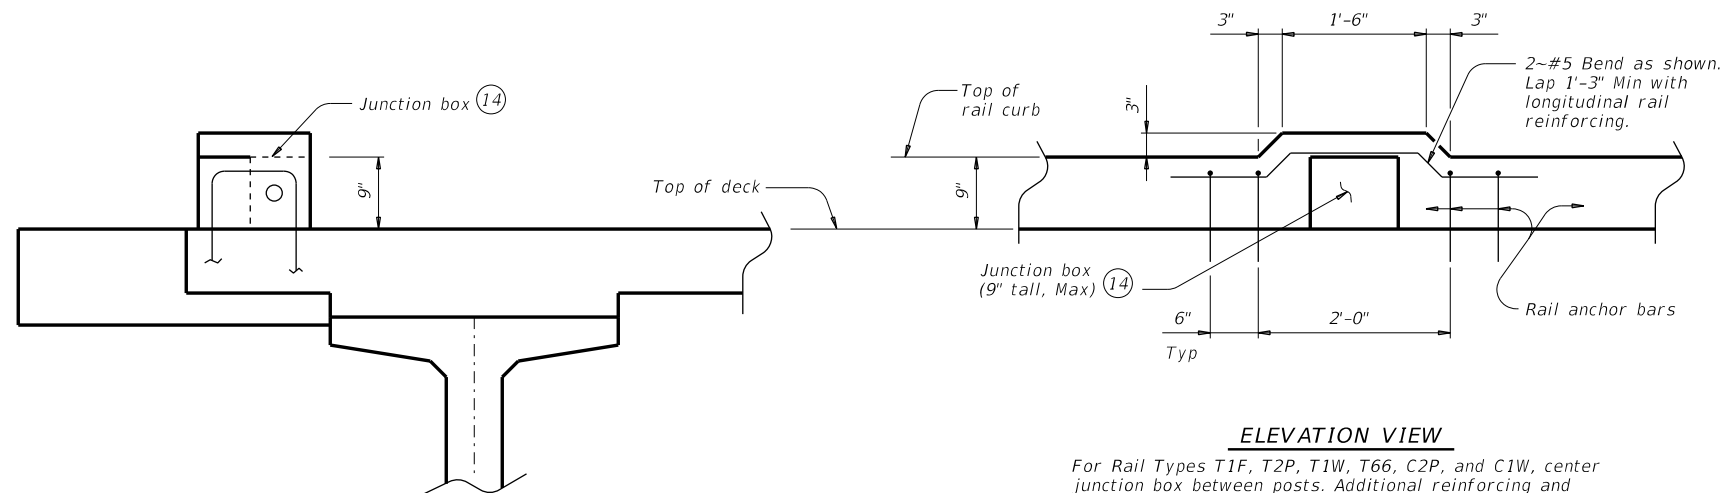 Junction box 14
9"
Top of deck
Top of
rail curb
3"
1'-6"
3"
3"
2~#5 Bend as shown.
Lap 1'-3" Min with
longitudinal rail
reinforcing.
9"
Junction box
(9" tall, Max) 14
Rail anchor bars
6"
Typ
2'-0"
ELEVATION VIEW
For Rail Types T1F, T2P, T1W, T66, C2P, and C1W, center
junction box between posts. Additional reinforcing and